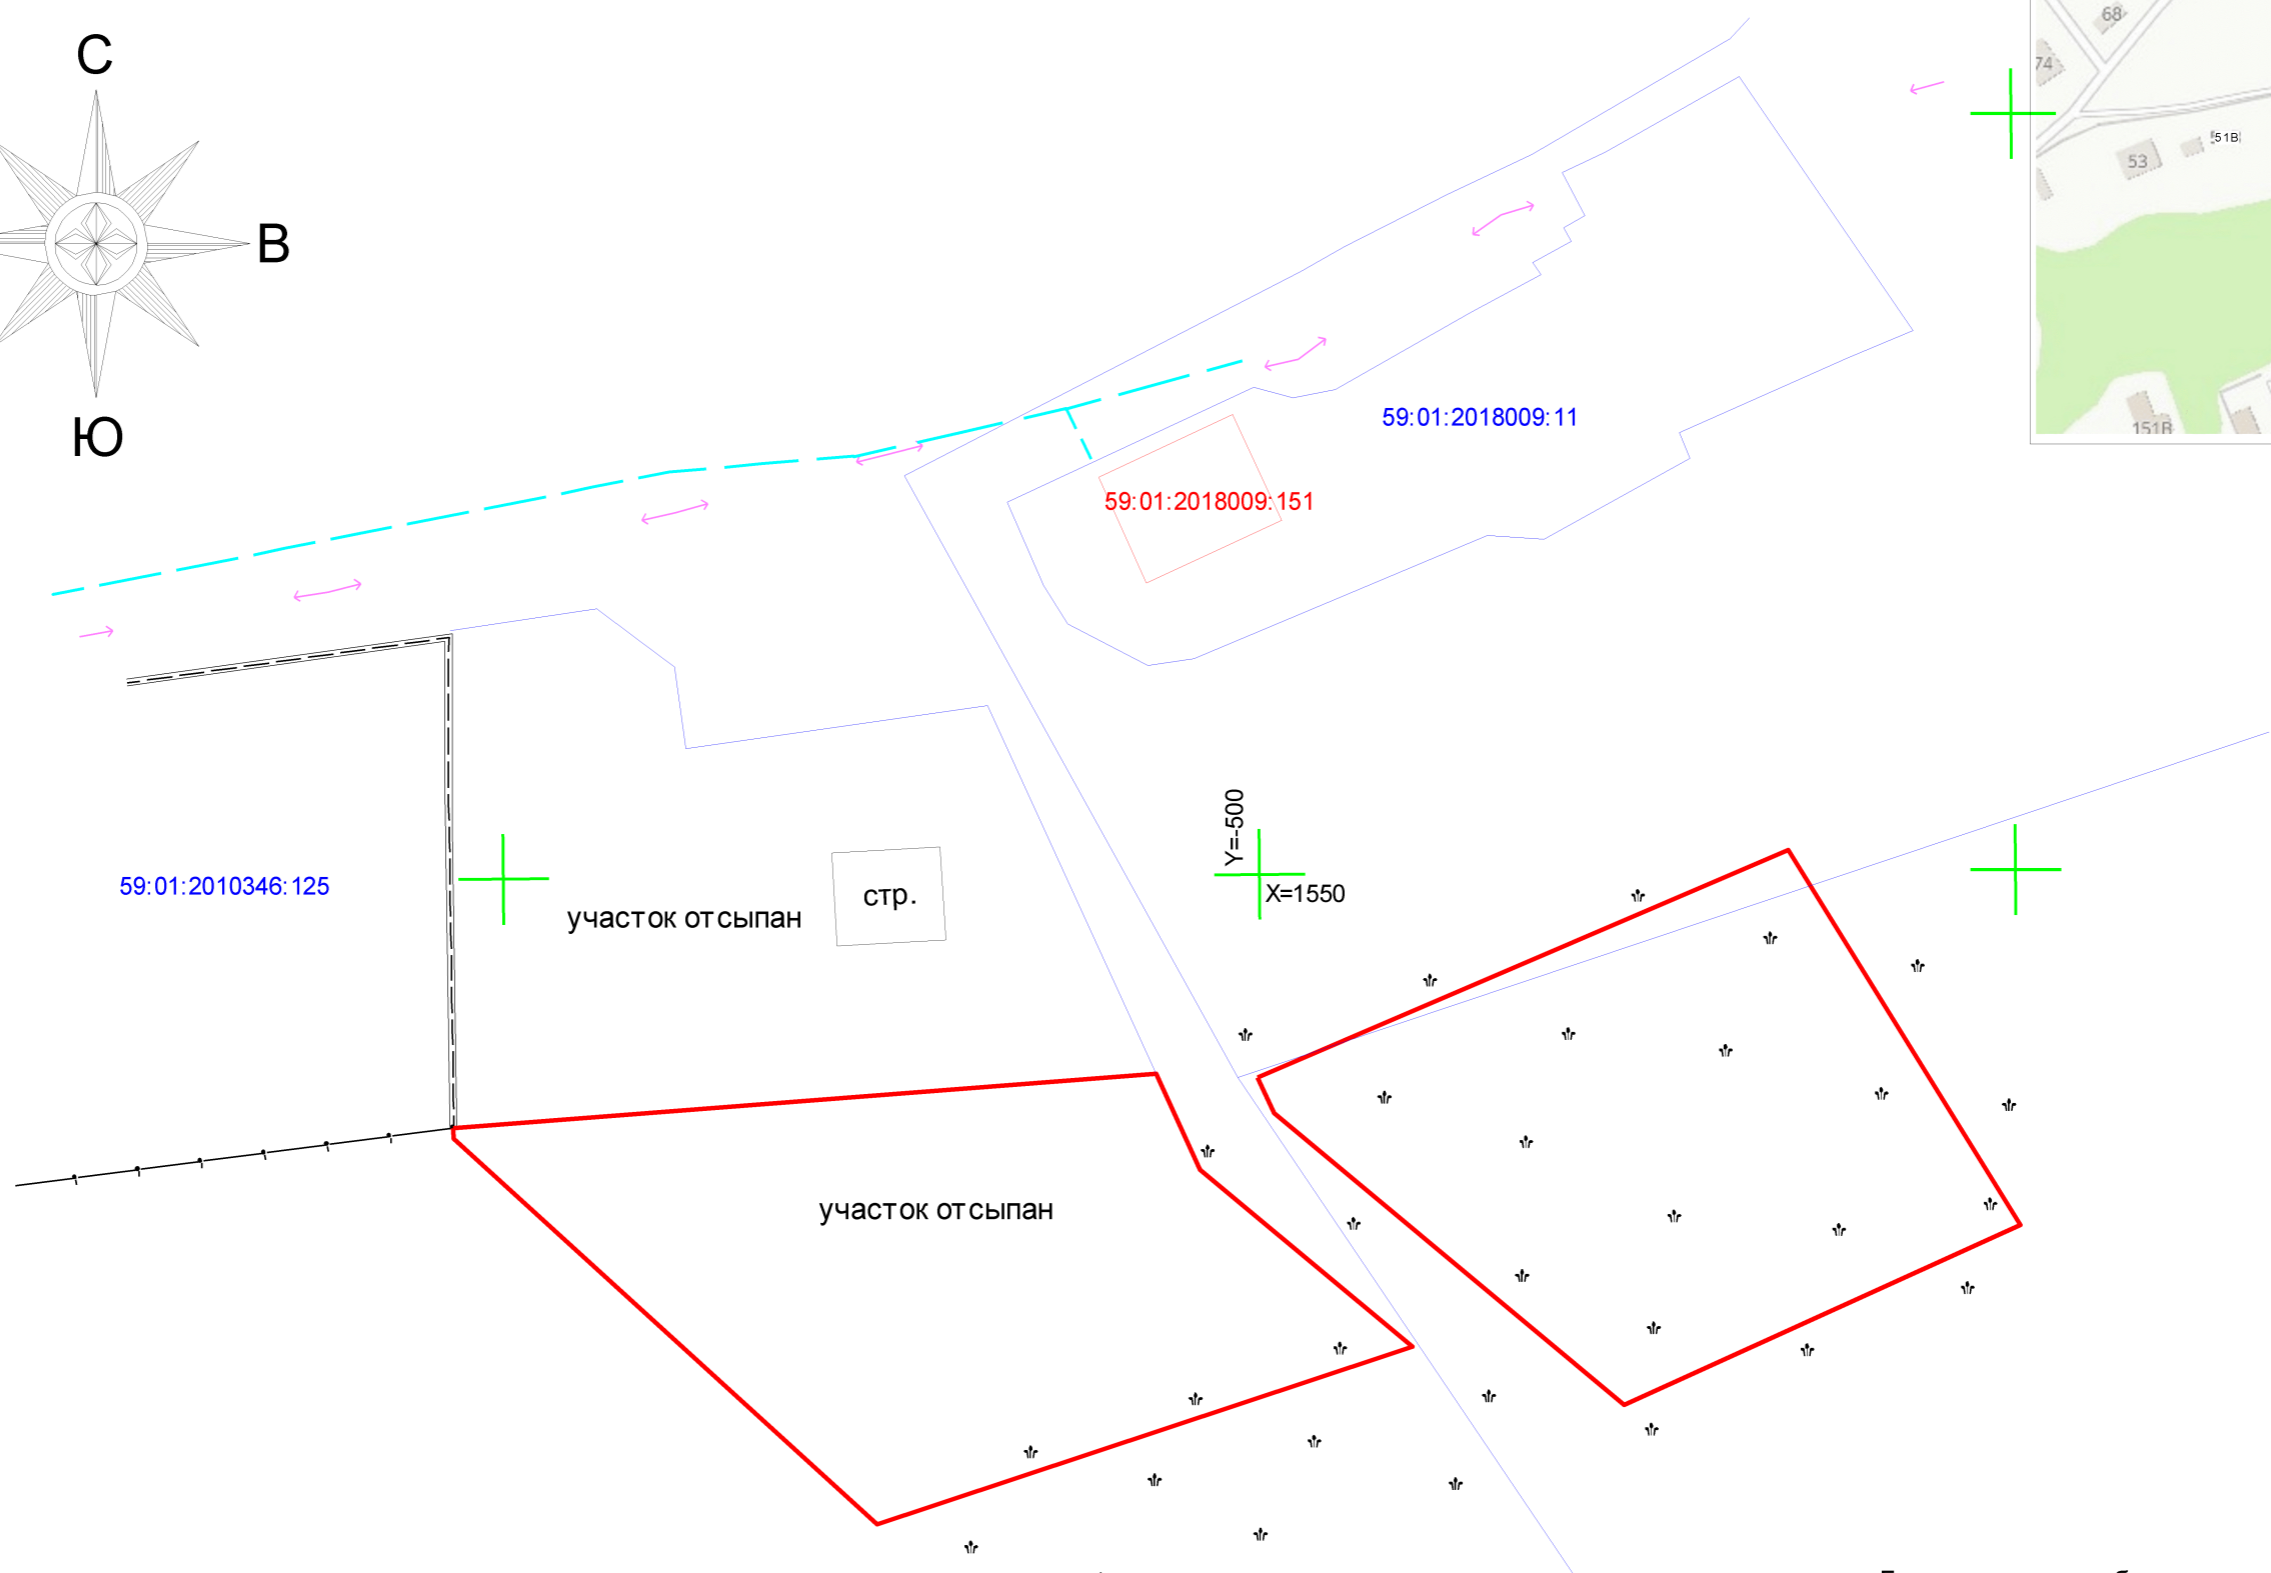 С
68
74
51В
53
В
59:01:2018009:11
Ю
151В
59:01:2018009:151
Y=-500
59:01:2010346:125
стр.
X=1550
участок отсыпан
участок отсыпан